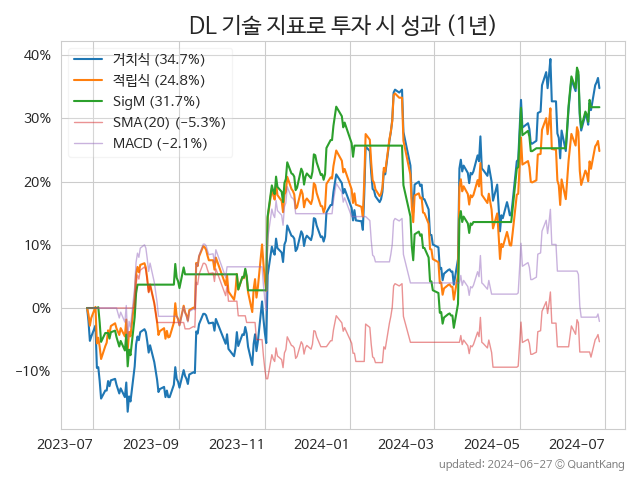 DL 기술 지표로 투자 시 성과 (1년)
거치식 (34.7%)
적립식 (24.8%)
SigM (31.7%)
SMA(20) (−5.3%)
MACD (−2.1%)
40%
30%
20%
10%
0%
−10%
2023−07
2023−09
2023−11
2024−01
2024−03
2024−05
2024−07
updated: 2024−06−27 © QuantKang